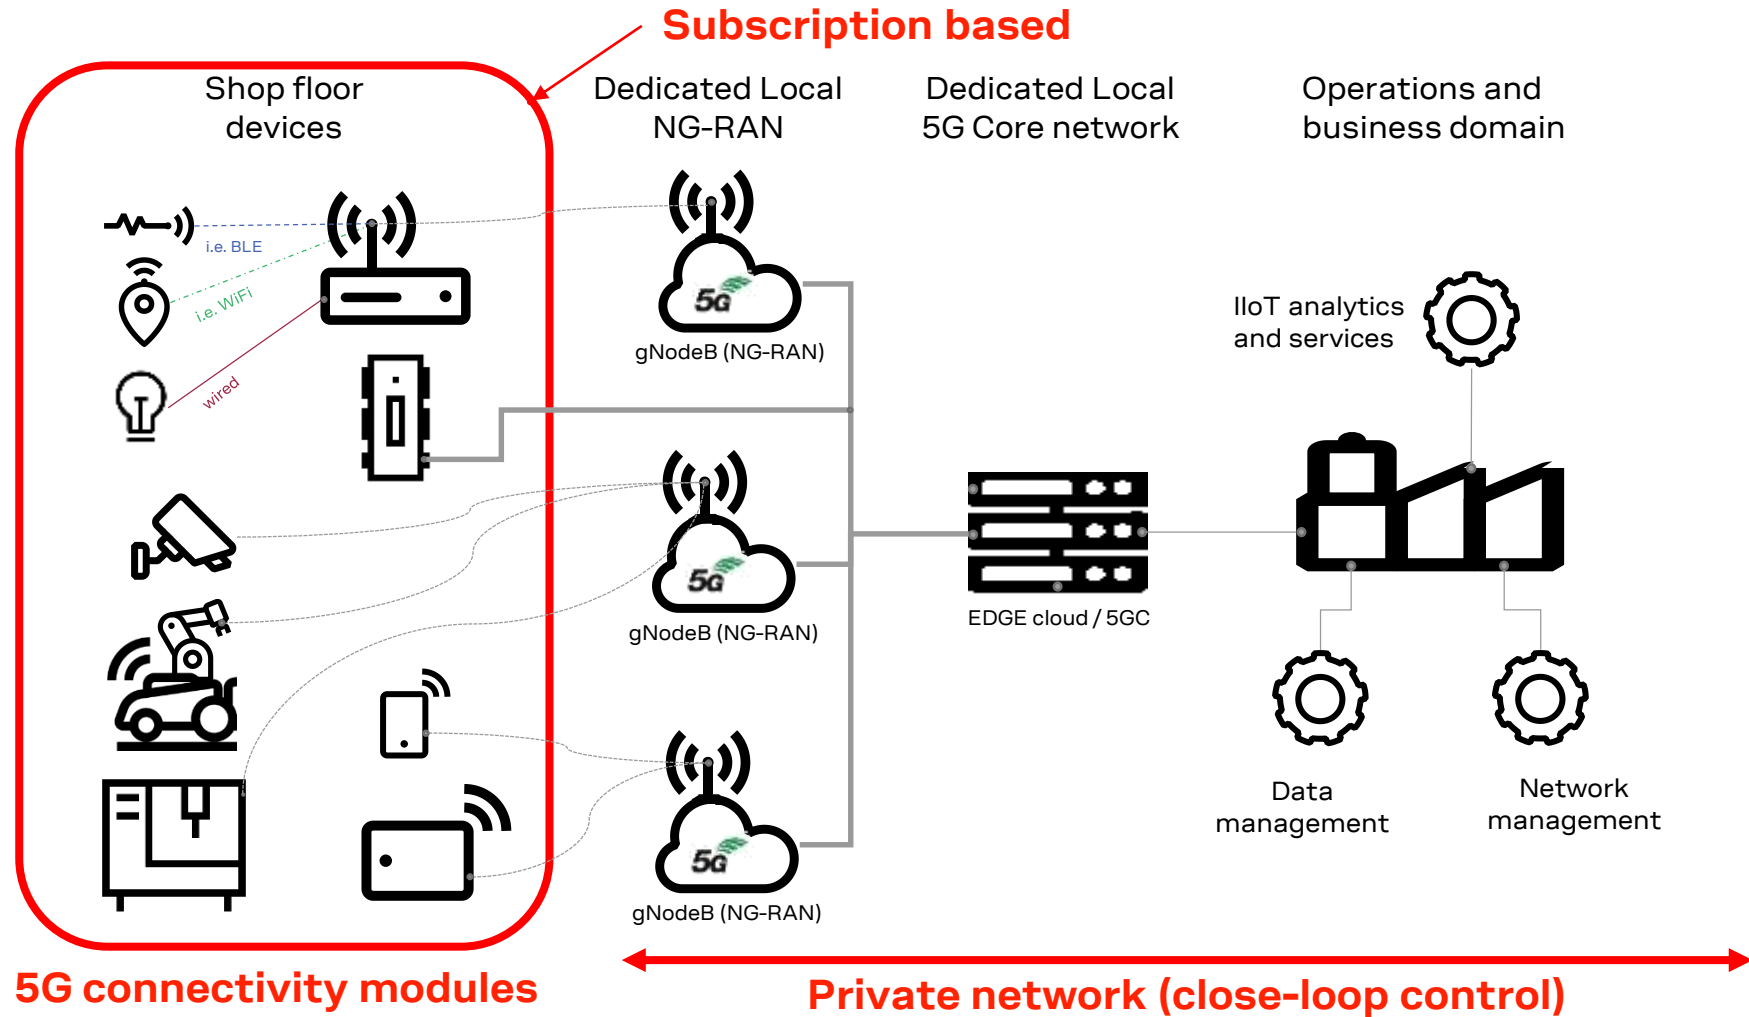 Subscription based
Shop floor
devices
Dedicated Local
NG-RAN
Dedicated Local
5G Core network
Operations and
business domain
i.e. BLE
i.e. WiFi
wired
5G
gNodeB (NG-RAN)
IIoT analytics
and services
5G
gNodeB (NG-RAN)
EDGE cloud / 5GC
5G
gNodeB (NG-RAN)
Data
management
Network
management
5G connectivity modules
Private network (close-loop control)